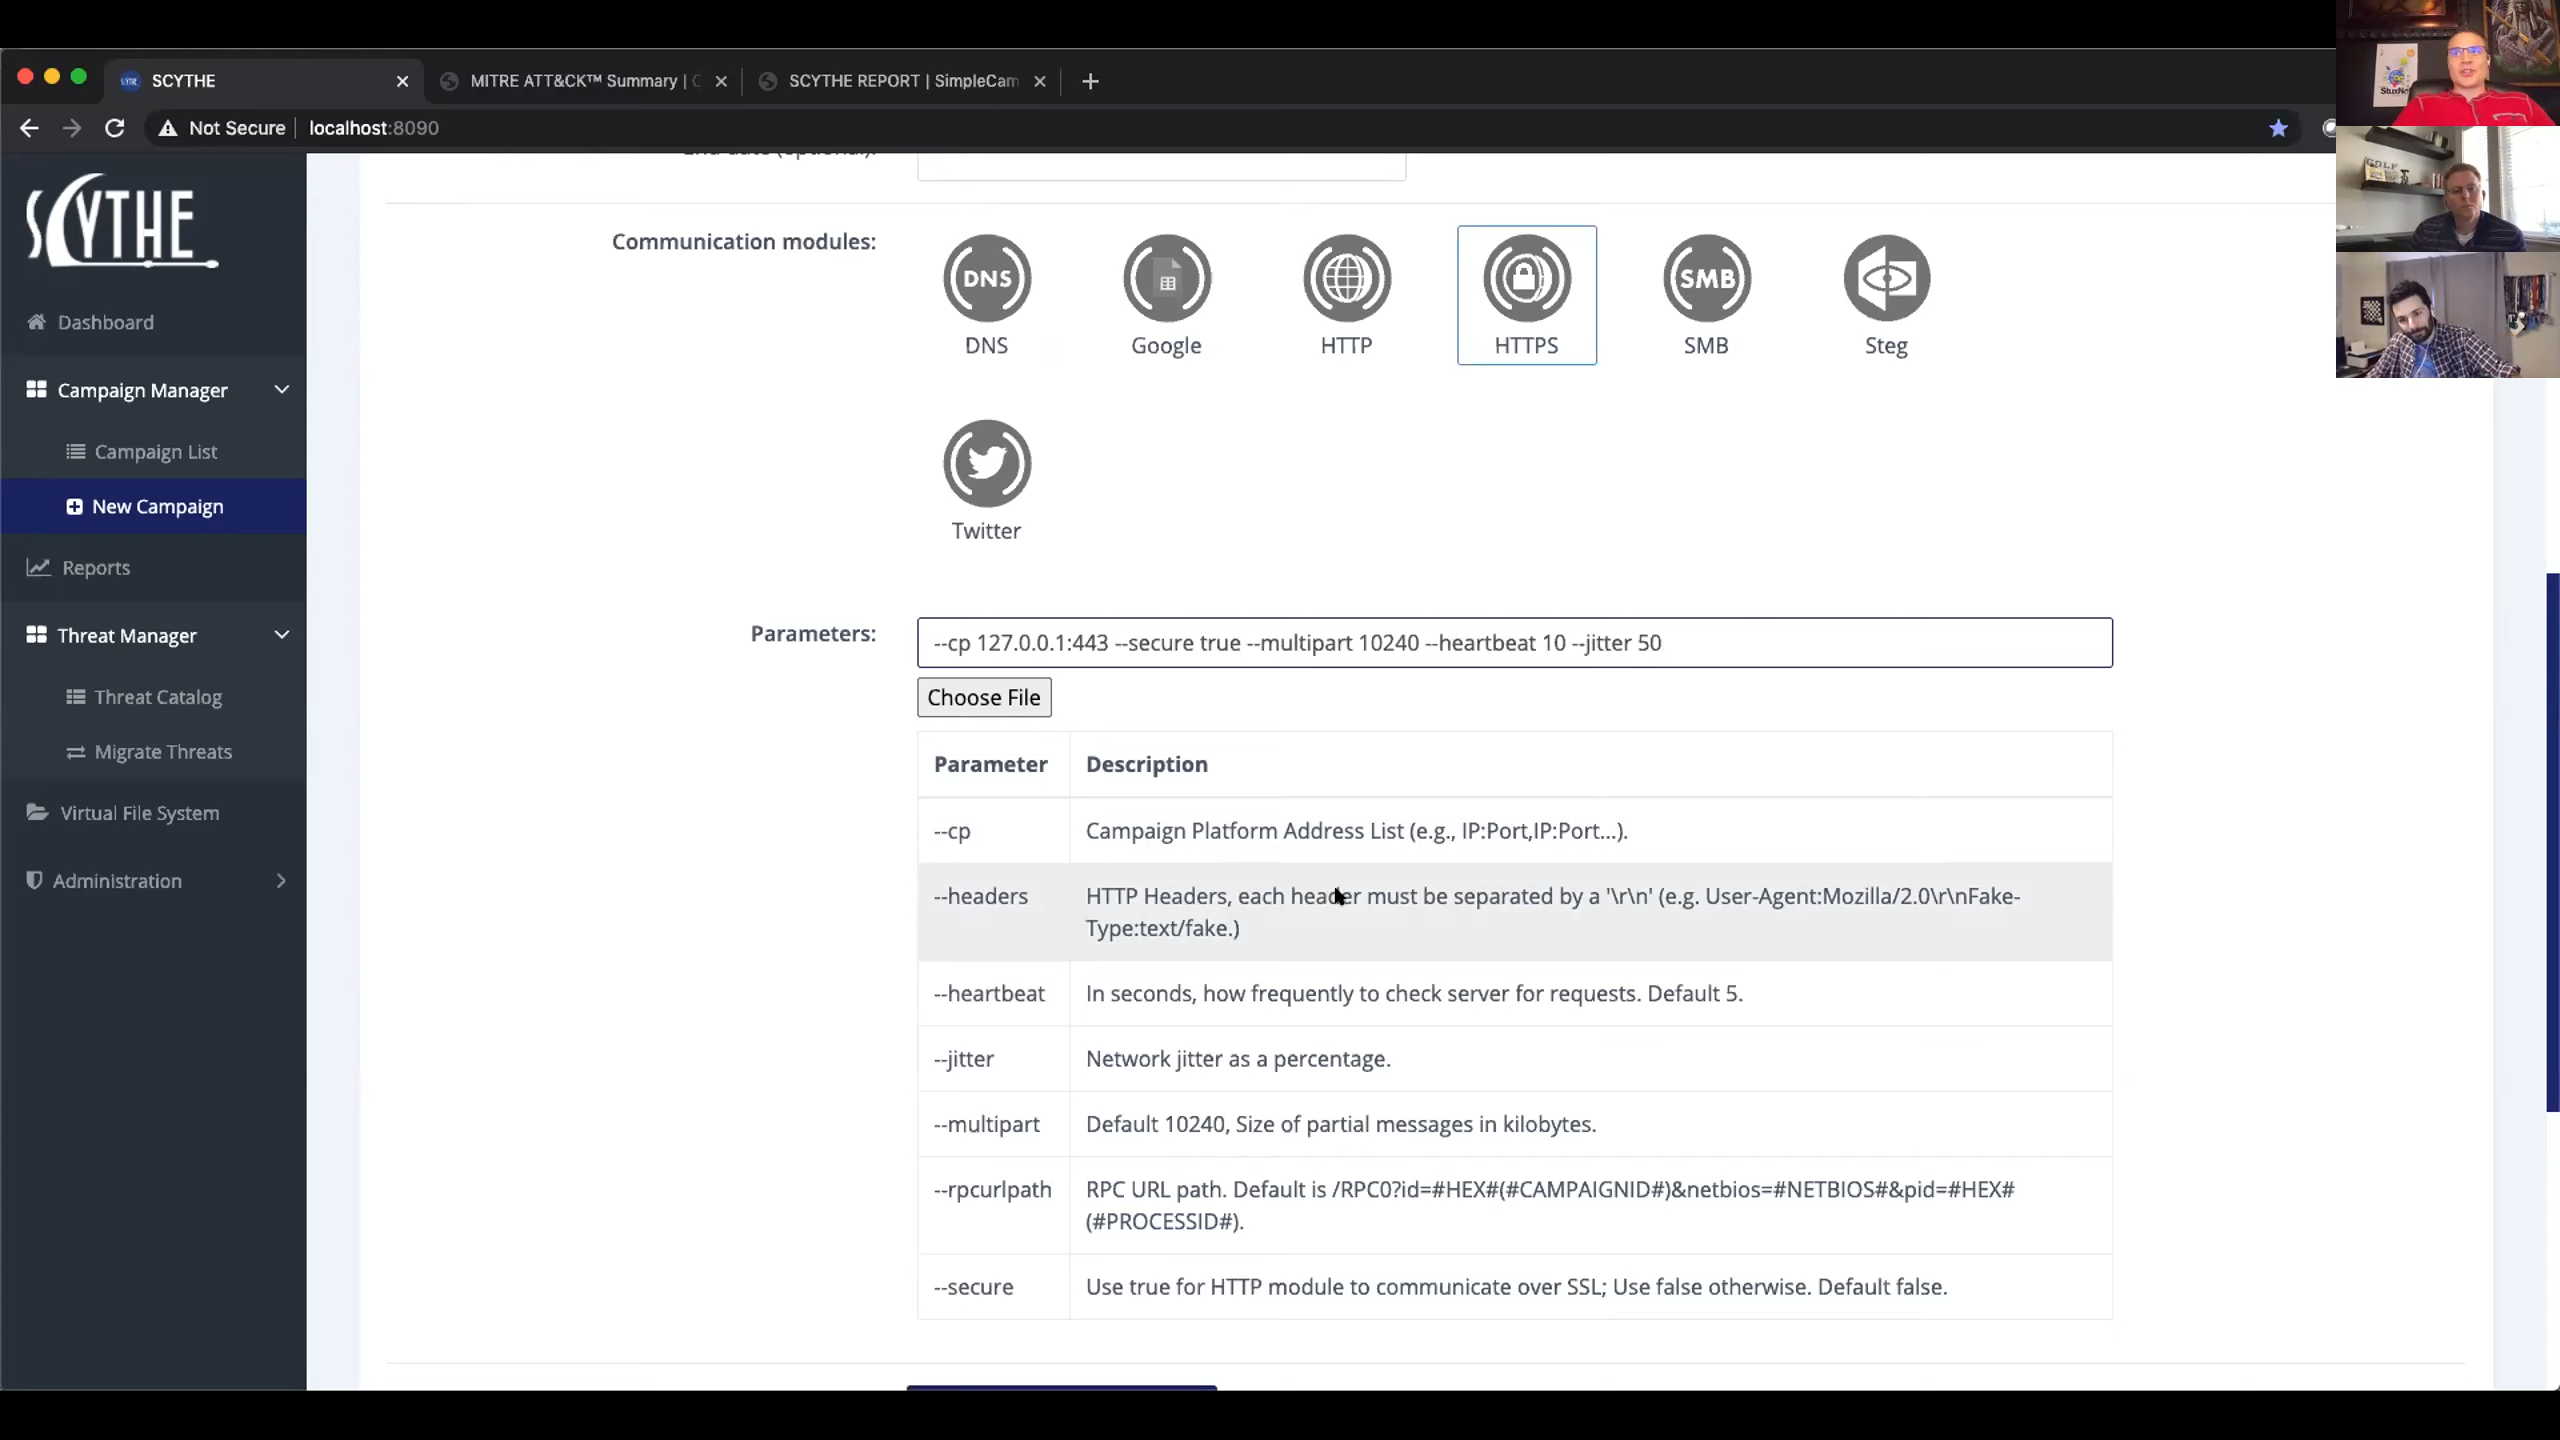 SCYTHE
MITRE ATT&CK™ Summary | C
SCYTHE REPORT | SimpleCam
Not Secure
localhost:8090
SCYTHE
Dashboard
Campaign Manager
Campaign List
New Campaign
Reports
Threat Manager
Threat Catalog
Migrate Threats
Virtual File System
Administration
Communication modules:
DNS
DNS
Google
HTTP
HTTPS
SMB
SMB
Steg
Twitter
Parameters:
--cp 127.0.0.1:443 --secure true --multipart 10240 --heartbeat 10 --jitter 50
Choose File
Parameter Description
--cp Campaign Platform Address List (e.g., IP:Port,IP:Port...).
--headers HTTP Headers, each header must be separated by a '\r\n' (e.g. User-Agent:Mozilla/2.0\r\nFake-
Type:text/fake.)
--heartbeat In seconds, how frequently to check server for requests. Default 5.
--jitter Network jitter as a percentage.
--multipart Default 10240, Size of partial messages in kilobytes.
--rpcurlpath RPC URL path. Default is /RPC0?id=#HEX#(#CAMPAIGNID#)&netbios=#NETBIOS#&pid=#HEX#
(#PROCESSID#).
--secure Use true for HTTP module to communicate over SSL; Use false otherwise. Default false.